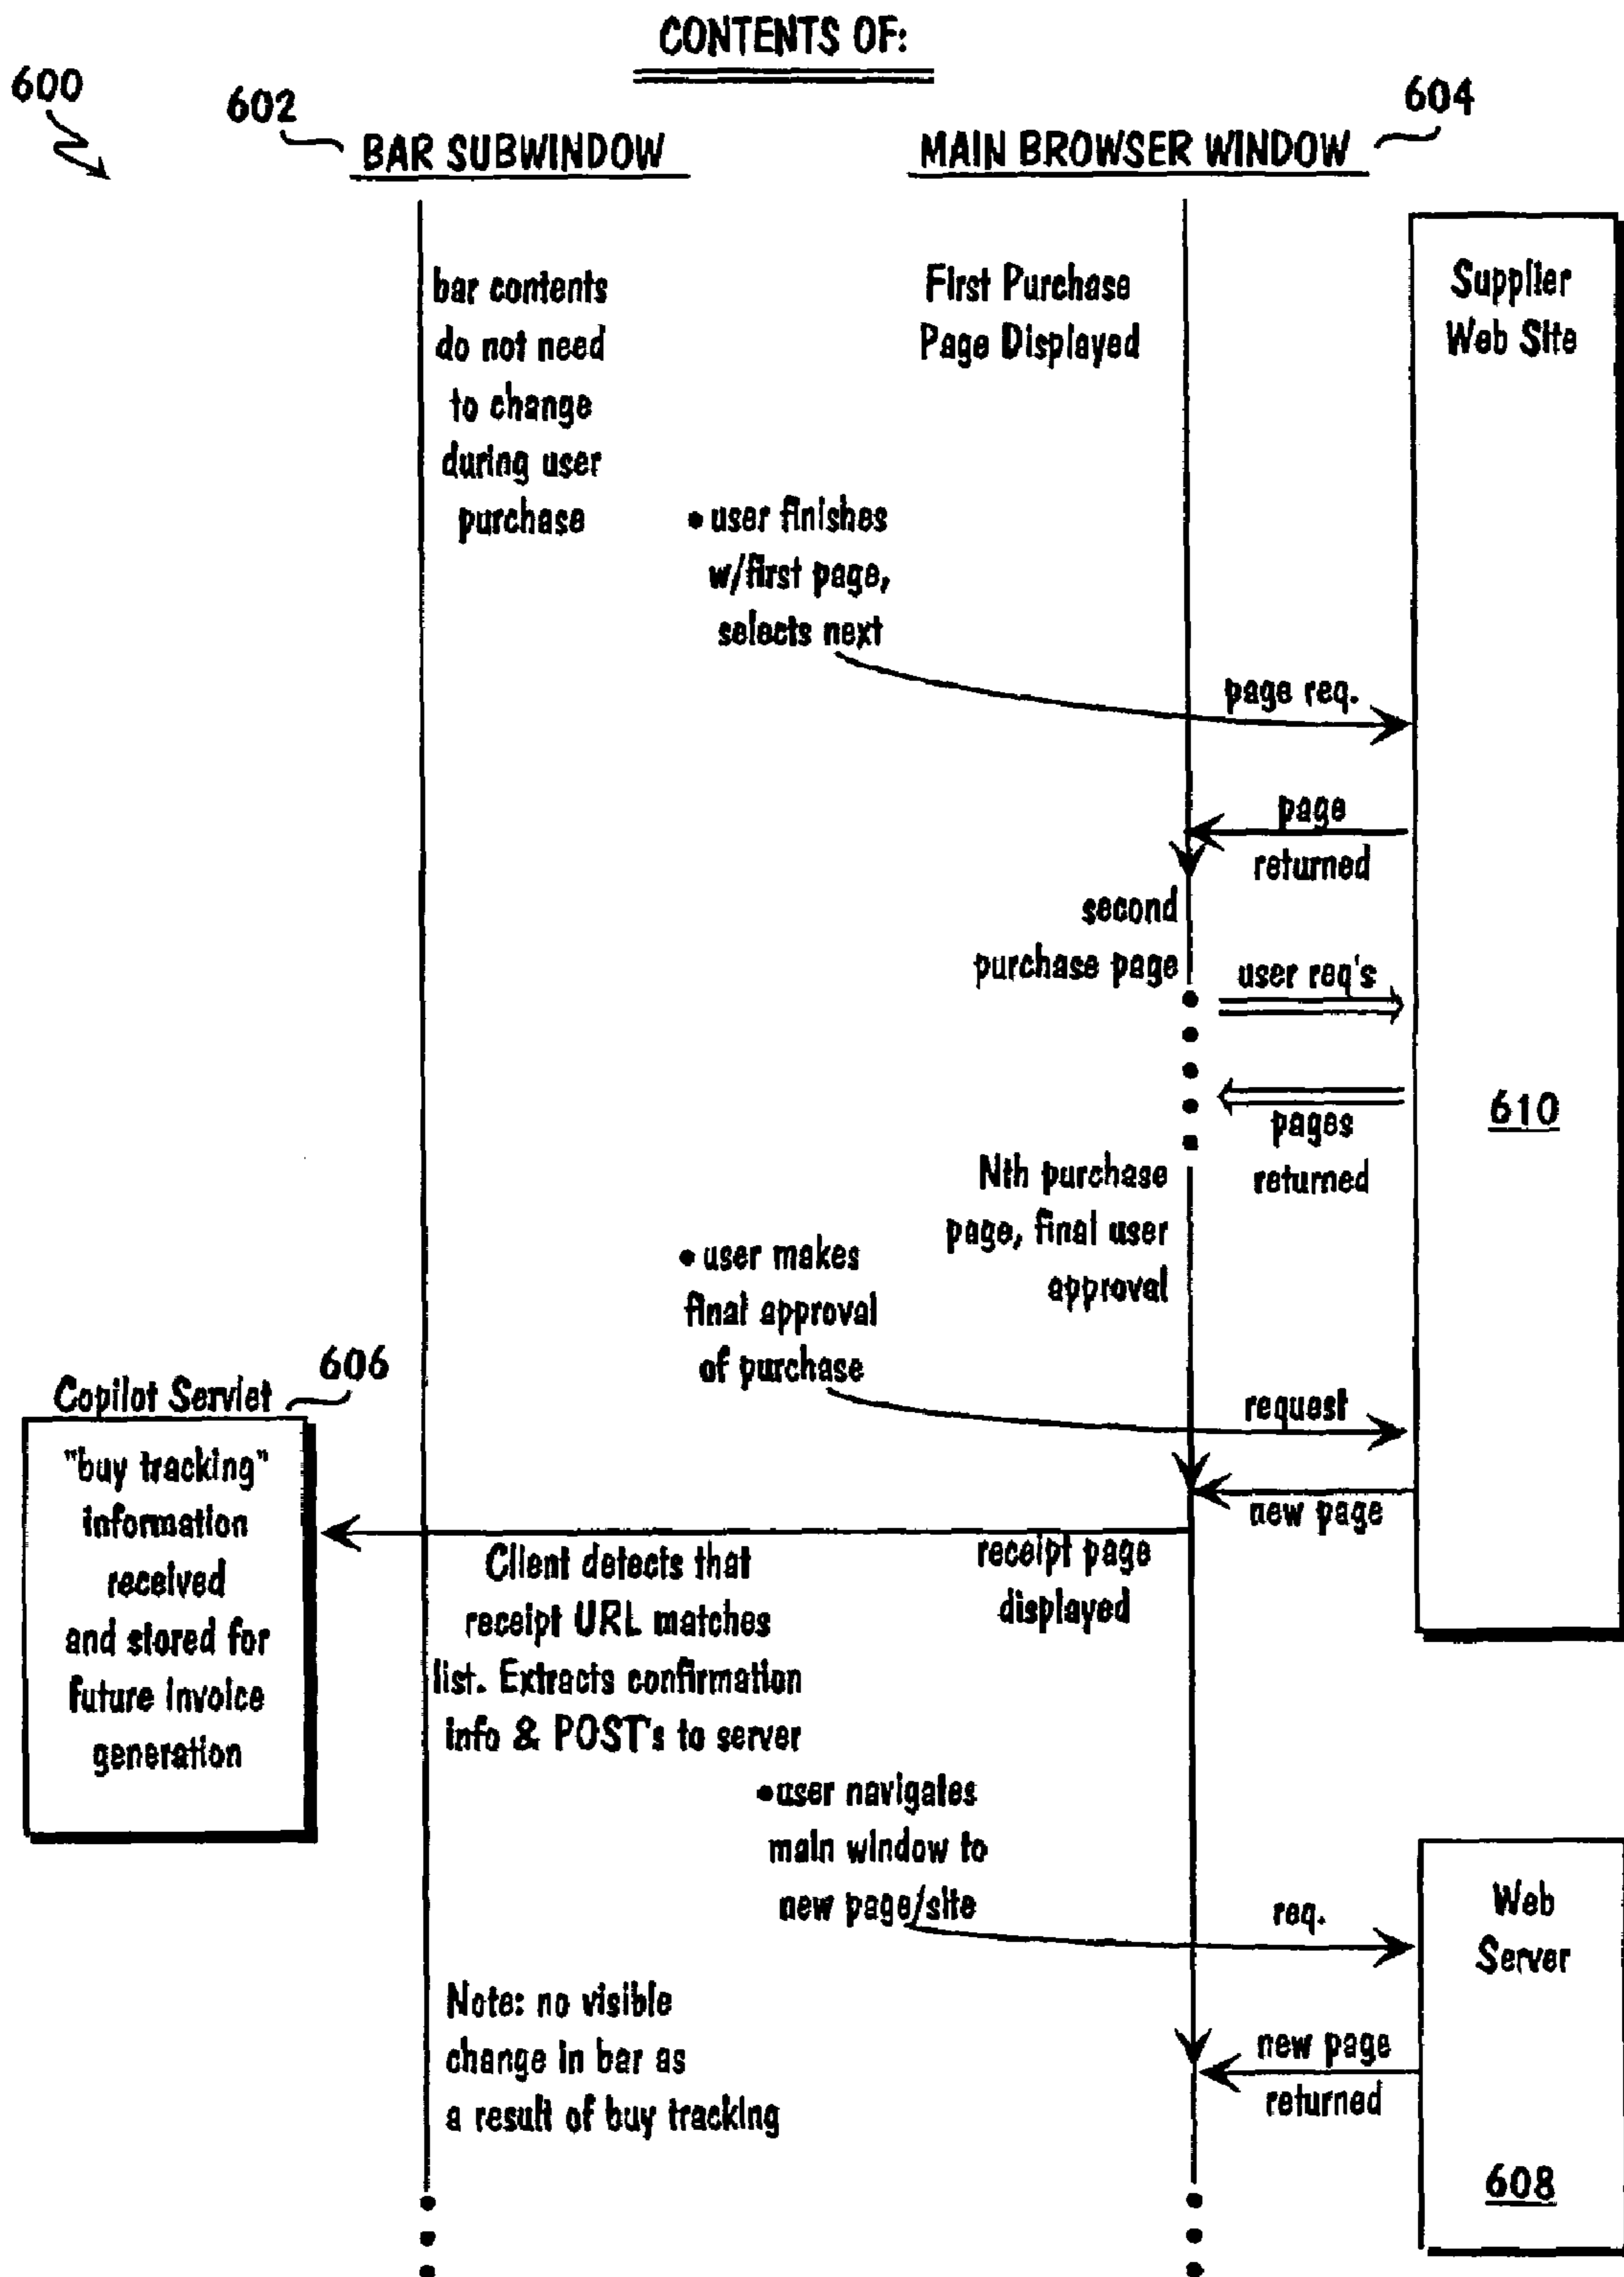 CONTENTS OF:
600
602
BAR SUBWINDOW
604
MAIN BROWSER WINDOW
bar contents
do not need
to change
during user
purchase
First Purchase
Page Displayed
Supplier
Web Site
• user finishes
w/first page,
selects next
page req.
page
returned
second
purchase page
user req's
pages
returned
610
Nth purchase
page, final user
approval
• user makes
final approval
of purchase
request
new page
606
Copilot Servlet
"buy tracking"
information
received
and stored for
future invoice
generation
receipt page
displayed
Client detects that
receipt URL matches
list. Extracts confirmation
info & POST's to server
• user navigates
main window to
new page/site
req.
Web
Server
Note: no visible
change in bar as
a result of buy tracking
new page
returned
608